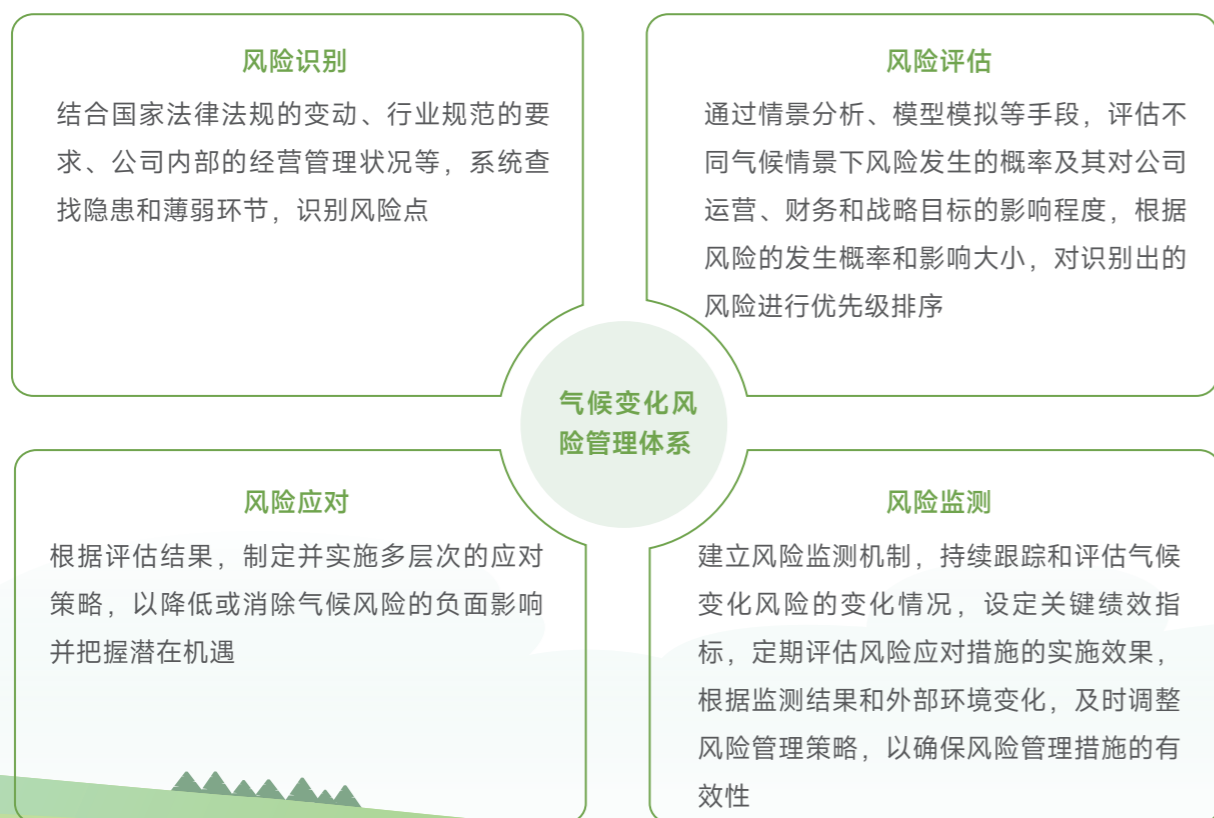 风险识别
结合国家法律法规的变动、行业规范的要
求、公司内部的经营管理状况等，系统查
找隐患和薄弱环节，识别风险点
风险评估
通过情景分析、模型模拟等手段，评估不
同气候情景下风险发生的概率及其对公司
运营、财务和战略目标的影响程度，根据
风险的发生概率和影响大小，对识别出的
风险进行优先级排序
气候变化风
险管理体系
风险应对
根据评估结果，制定并实施多层次的应对
策略，以降低或消除气候风险的负面影响
并把握潜在机遇
风险监测
建立风险监测机制，持续跟踪和评估气候
变化风险的变化情况，设定关键绩效指
标，定期评估风险应对措施的实施效果，
根据监测结果和外部环境变化，及时调整
风险管理策略，以确保风险管理措施的有
效性